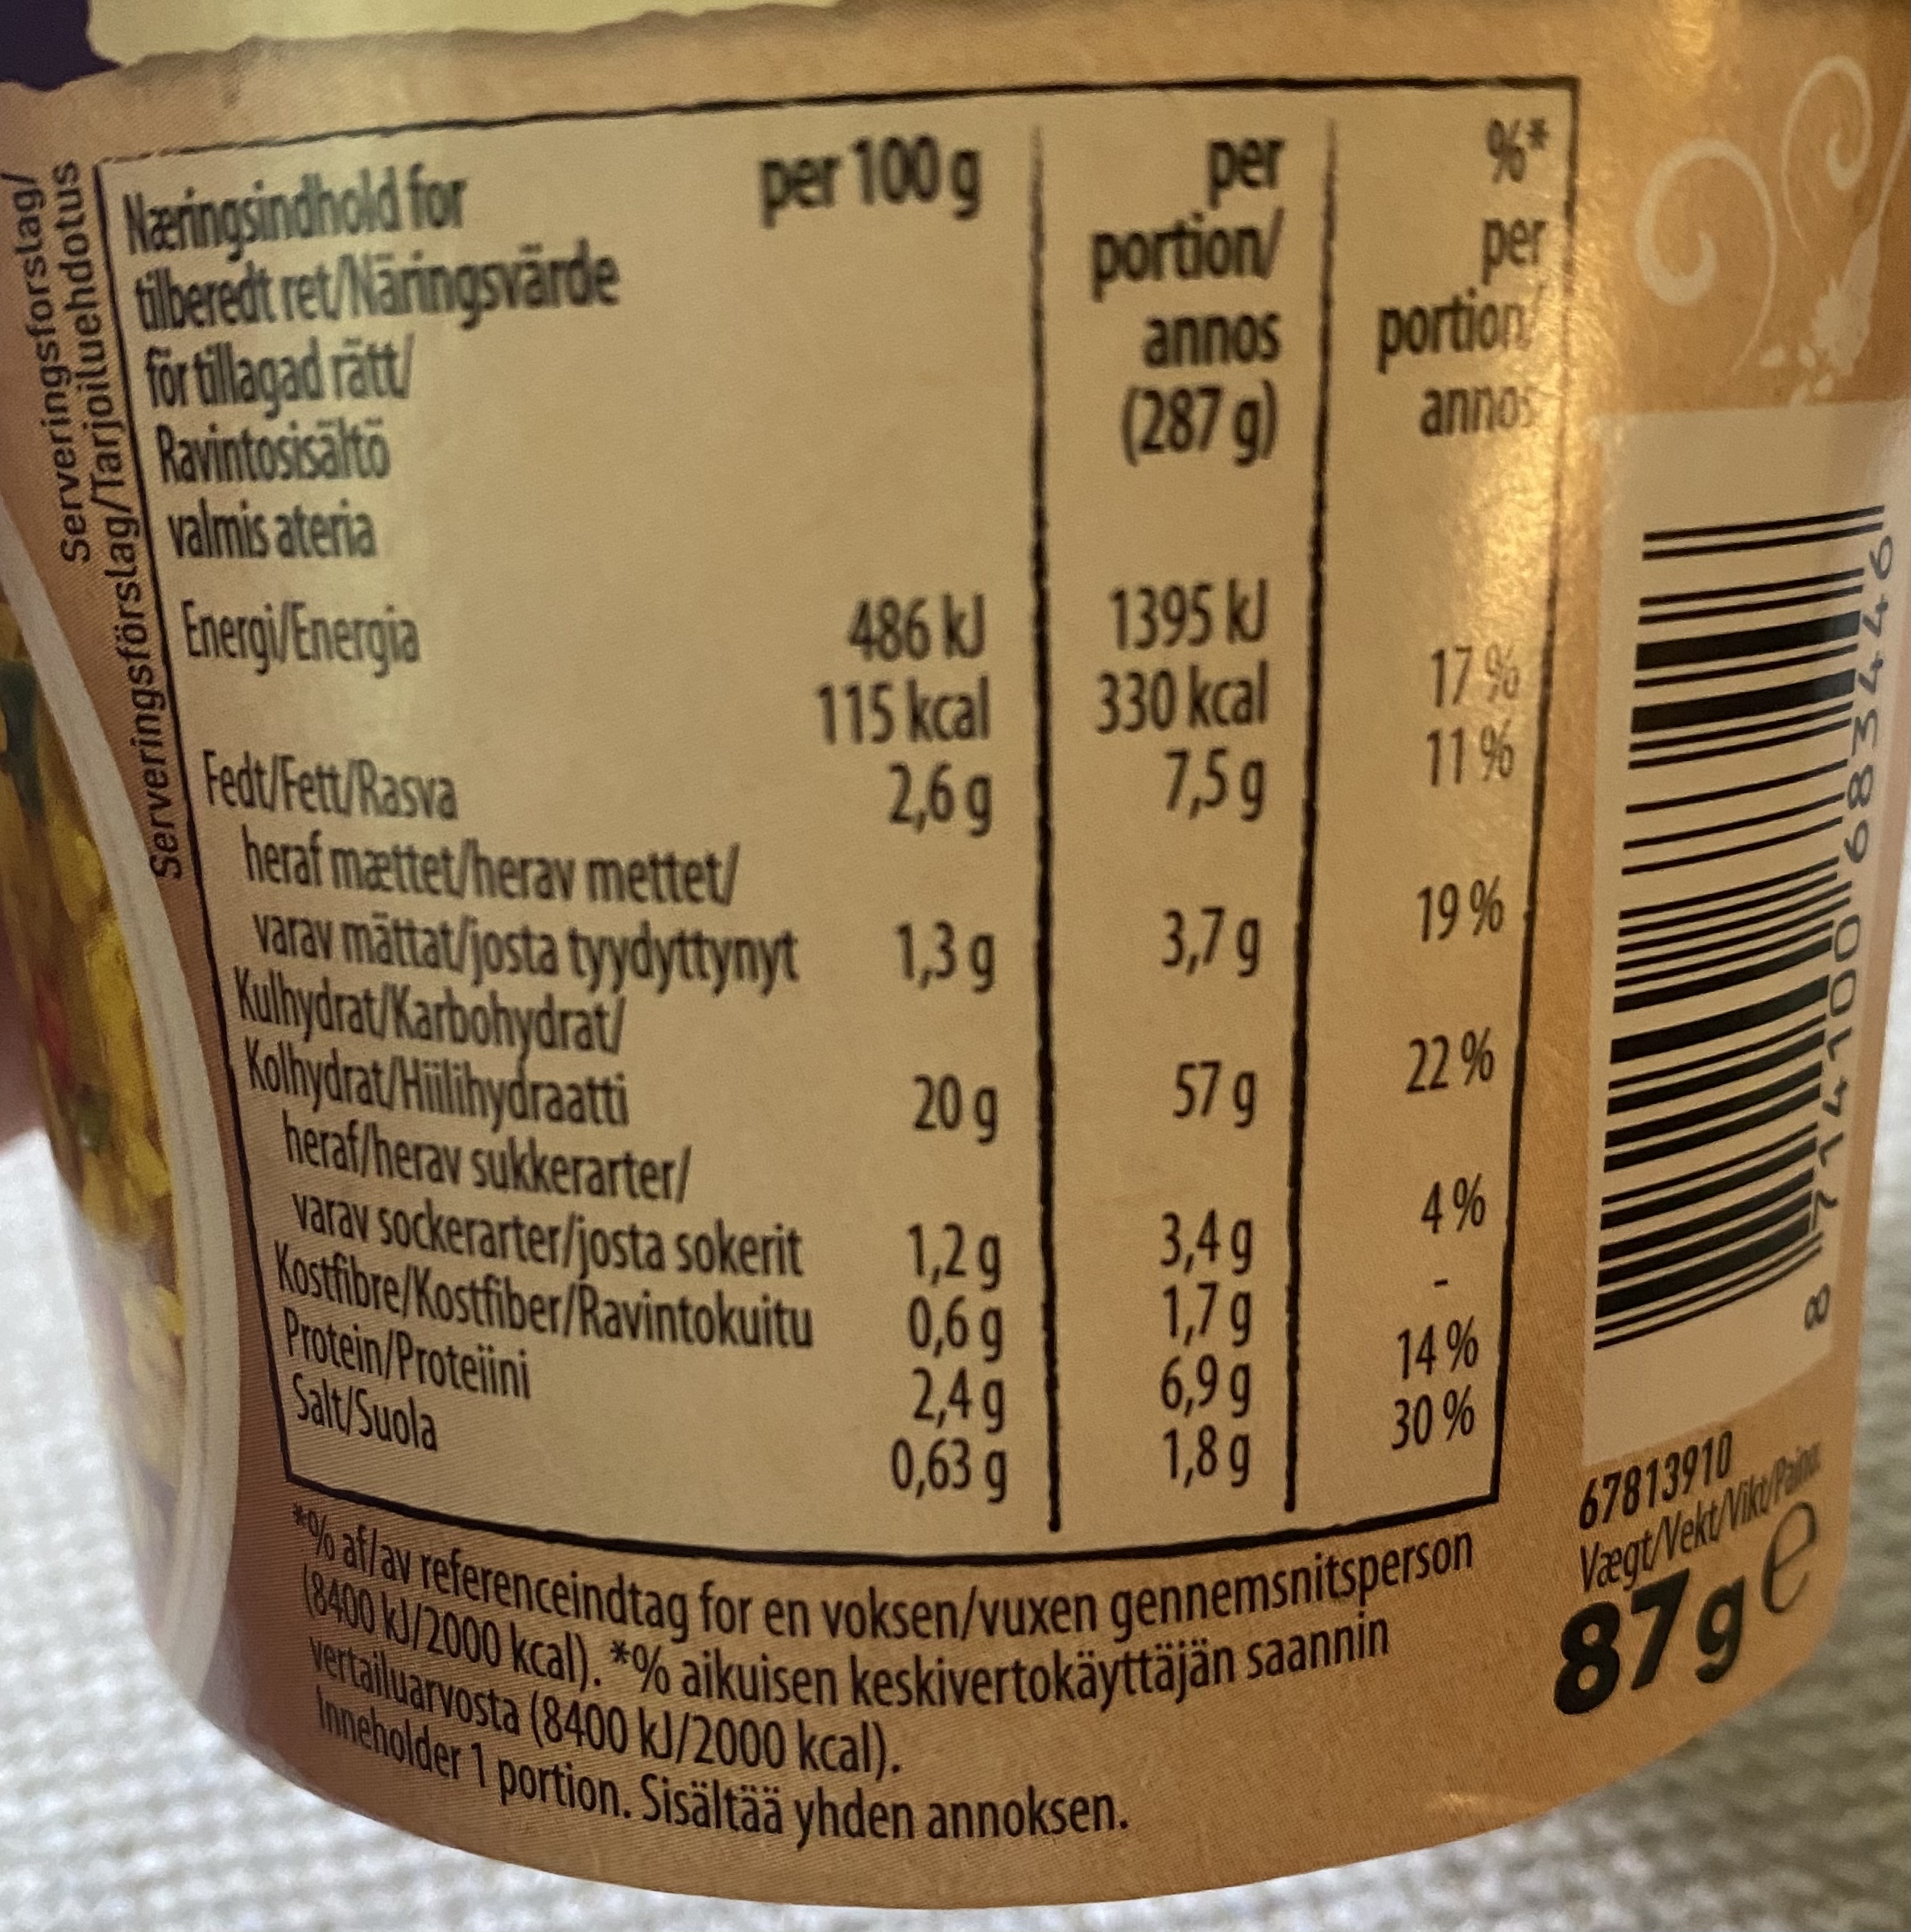 Serveringsforslag/
Serveringsförslag/Tarjoiluehdotus
Næringsindhold for
tilberedt ret/Näringsvärde
för tillagad rätt/
Ravintosisältö
valmis ateria
per 100 g
per
portion/
annos
(287 g)
%*
per
portion/
annos
Energi/Energia 486 kJ 1395 kJ
115 kcal 330 kcal 17 %
Fedt/Fett/Rasva 2,6 g 7,5 g 11 %
heraf mættet/herav mettet/
varav mättat/josta tyydyttynyt 1,3 g 3,7 g 19 %
Kulhydrat/Karbohydrat/
Kolhydrat/Hiilihydraatti 20 g 57 g 22 %
heraf/herav sukkerarter/
varav sockerarter/josta sokerit 1,2 g 3,4 g 4 %
Kostfibre/Kostfiber/Ravintokuitu 0,6 g 1,7 g -
Protein/Proteiini 2,4 g 6,9 g 14 %
Salt/Suola 0,63 g 1,8 g 30 %
*% af/av referenceindtag for en voksen/vuxen gennemsnitsperson
(8400 kJ/2000 kcal). *% aikuisen keskivertokäyttäjän saannin
vertailuarvosta (8400 kJ/2000 kcal).
Inneholder 1 portion. Sisältää yhden annoksen.
8 714100 683446
67813910
Vægt/Vekt/Vikt/Paino:
87g e